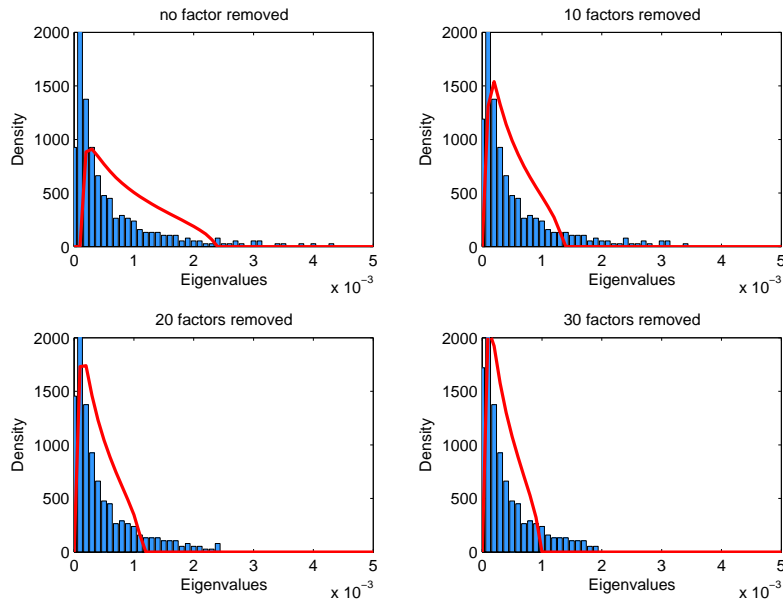 no factor removed
2000
1500
1000
500
0
Density
0 1 2 3 4 5
Eigenvalues
x 10⁻³
10 factors removed
2000
1500
1000
500
0
Density
0 1 2 3 4 5
Eigenvalues
x 10⁻³
20 factors removed
2000
1500
1000
500
0
Density
0 1 2 3 4 5
Eigenvalues
x 10⁻³
30 factors removed
2000
1500
1000
500
0
Density
0 1 2 3 4 5
Eigenvalues
x 10⁻³